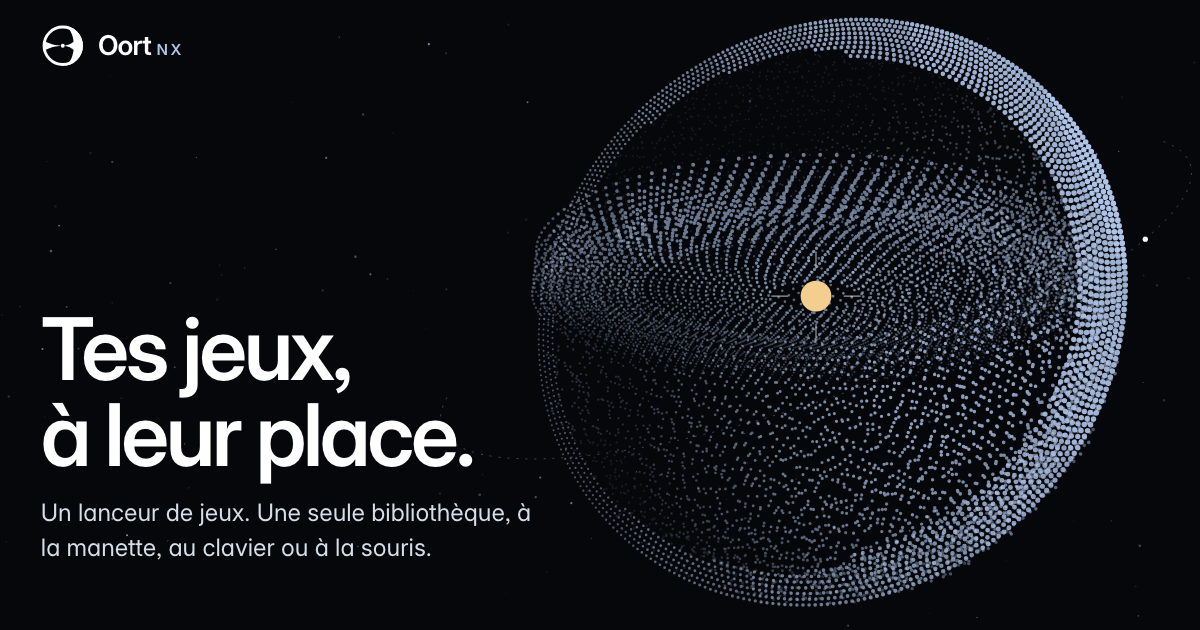 Oort NX
Tes jeux,
à leur place.
Un lanceur de jeux. Une seule bibliothèque, à
la manette, au clavier ou à la souris.